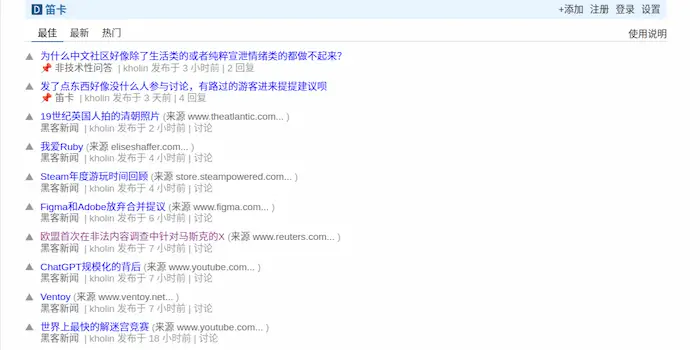 D 笛卡 +添加 注册 登录 设置
最佳 最新 热门 使用说明
为什么中文社区好像除了生活类的或者纯粹宣泄情绪类的都做不起来?
📌 非技术性问答 | kholin 发布于 3 小时前 | 2 回复
发了点东西好像没什么人参与讨论，有路过的游客进来提提建议呗
📌 笛卡 | kholin 发布于 3 天前 | 4 回复
19世纪英国人拍的清朝照片 (来源 www.theatlantic.com... )
黑客新闻 | kholin 发布于 2 小时前 | 讨论
我爱Ruby (来源 eliseshaffer.com... )
黑客新闻 | kholin 发布于 4 小时前 | 讨论
Steam年度游玩时间回顾 (来源 store.steampowered.com... )
黑客新闻 | kholin 发布于 4 小时前 | 讨论
Figma和Adobe放弃合并提议 (来源 www.figma.com... )
黑客新闻 | kholin 发布于 6 小时前 | 讨论
欧盟首次在非法内容调查中针对马斯克的X (来源 www.reuters.com... )
黑客新闻 | kholin 发布于 7 小时前 | 讨论
ChatGPT规模化的背后 (来源 www.youtube.com... )
黑客新闻 | kholin 发布于 7 小时前 | 讨论
Ventoy (来源 www.ventoy.net... )
黑客新闻 | kholin 发布于 7 小时前 | 讨论
世界上最快的解迷宫竞赛 (来源 www.youtube.com... )
黑客新闻 | kholin 发布于 18 小时前 | 讨论